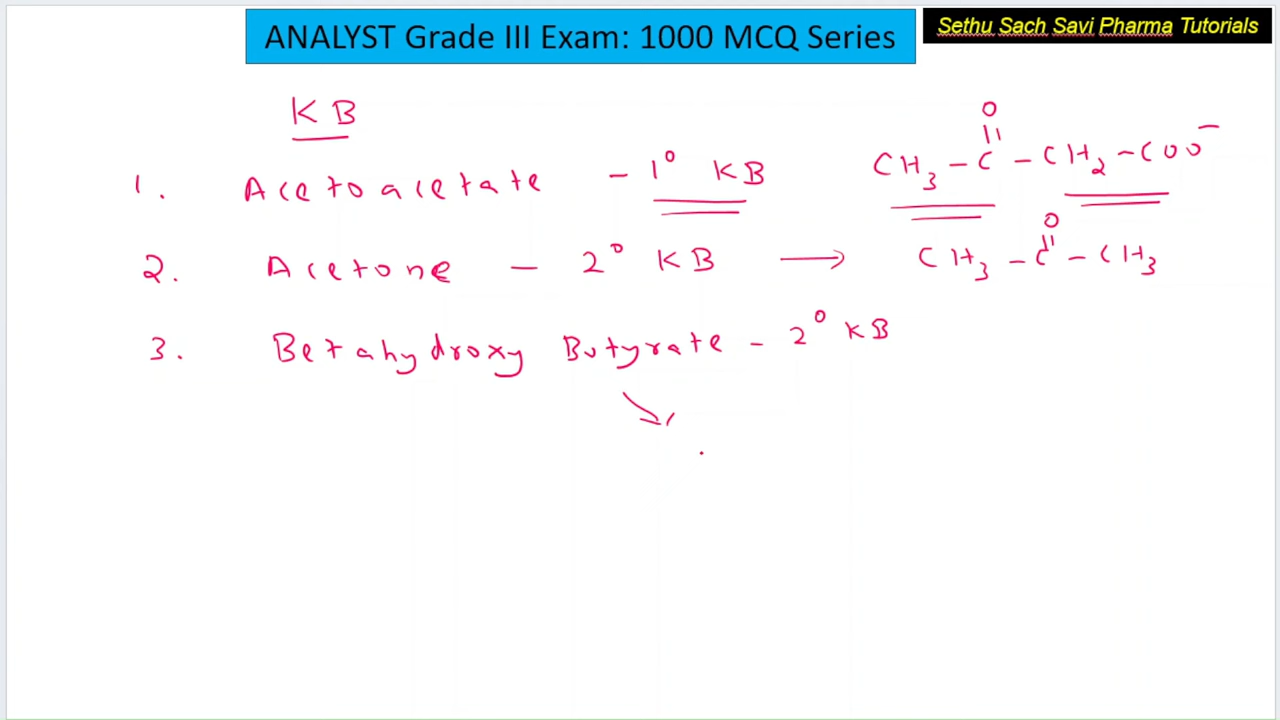 ANALYST Grade III Exam: 1000 MCQ Series
Sethu Sach Savi Pharma Tutorials
KB
1. Acetoacetate - 1° KB CH₃-C(=O)-CH₂-COO⁻
2. Acetone - 2° KB → CH₃-C(=O)-CH₃
3. Betahydroxy Butyrate - 2° KB